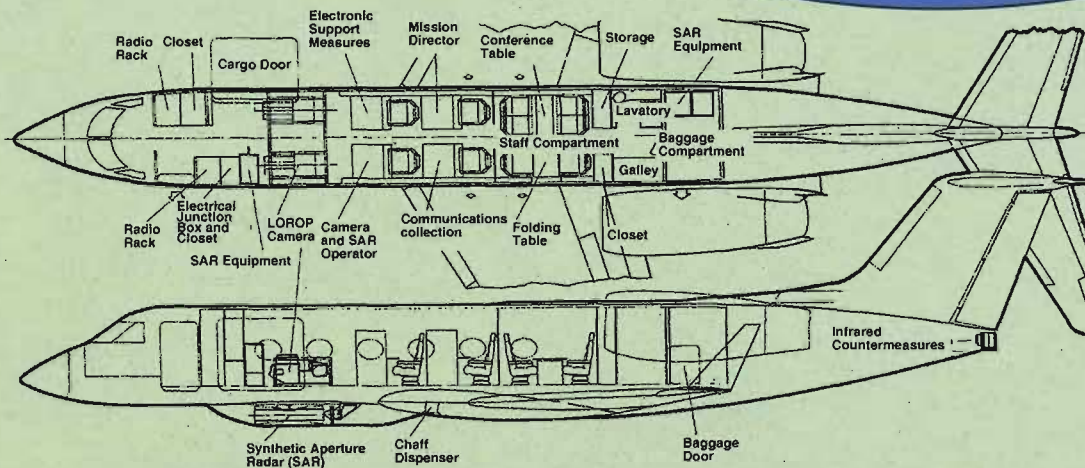 Electronic
Support
Measures
Mission
Director
Conference
Table
Storage
SAR
Equipment
Radio
Rack
Closet
Cargo Door
Lavatory
Staff Compartment
Baggage
Compartment
Galley
Radio
Rack
Electrical
Junction
Box and
Closet
SAR Equipment
LOROP
Camera
Camera
and SAR
Operator
Communications
collection
Folding
Table
Closet
Infrared
Countermeasures
Synthetic Aperture
Radar (SAR)
Chaff
Dispenser
Baggage
Door